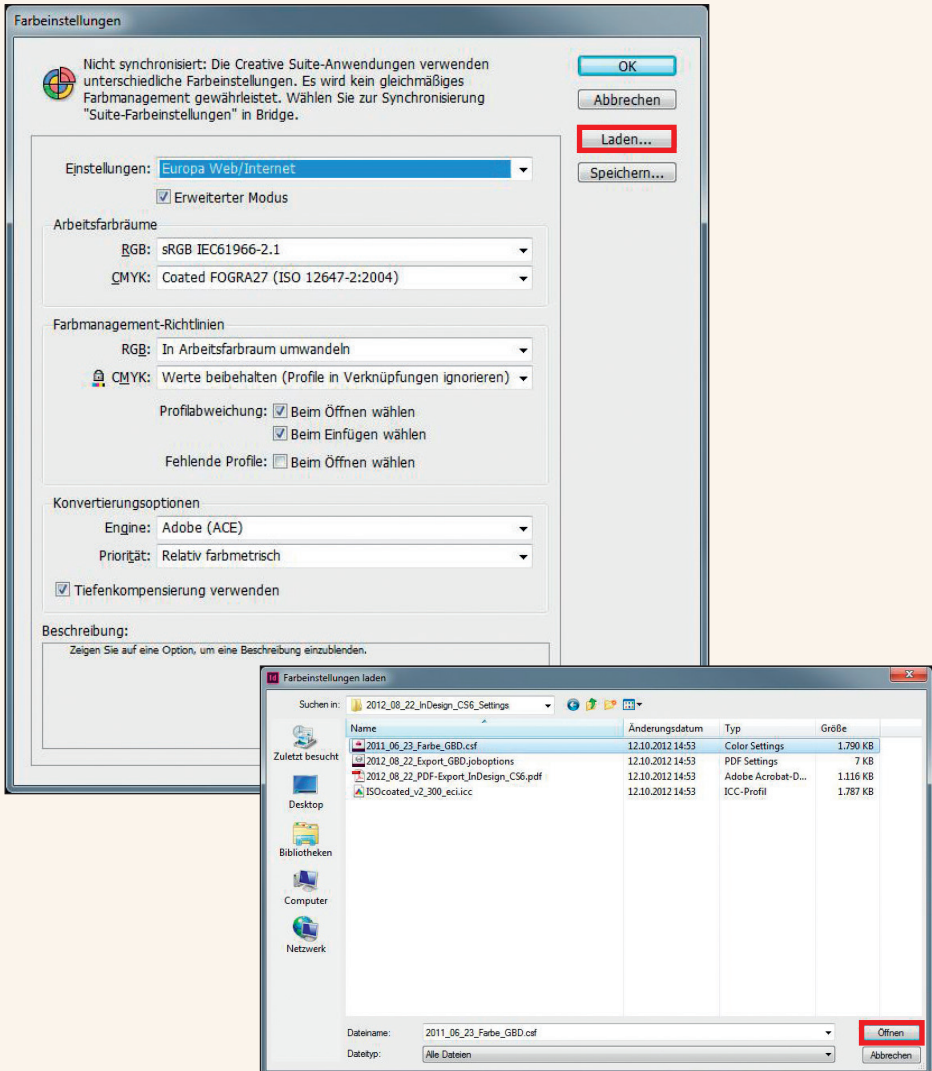 Farbeinstellungen
Nicht synchronisiert: Die Creative Suite-Anwendungen verwenden
unterschiedliche Farbeinstellungen. Es wird kein gleichmäßiges
Farbmanagement gewährleistet. Wählen Sie zur Synchronisierung
"Suite-Farbeinstellungen" in Bridge.
OK
Abbrechen
Laden...
Speichern...
Einstellungen: Europa Web/Internet
Erweiterter Modus
Arbeitsfarbräume
RGB: sRGB IEC61966-2.1
CMYK: Coated FOGRA27 (ISO 12647-2:2004)
Farbmanagement-Richtlinien
RGB: In Arbeitsfarbraum umwandeln
CMYK: Werte beibehalten (Profile in Verknüpfungen ignorieren)
Profilabweichung: Beim Öffnen wählen
Beim Einfügen wählen
Fehlende Profile: Beim Öffnen wählen
Konvertierungsoptionen
Engine: Adobe (ACE)
Priorität: Relativ farbmetrisch
Tiefenkompensierung verwenden
Beschreibung:
Zeigen Sie auf eine Option, um eine Beschreibung einzublenden.
Id Farbeinstellungen laden
Suchen in: 2012_08_22_InDesign_CS6_Settings
Name Änderungsdatum Typ Größe
2011_06_23_Farbe_GBD.csf 12.10.2012 14:53 Color Settings 1.790 KB
2012_08_22_Export_GBD.joboptions 12.10.2012 14:53 PDF Settings 7 KB
2012_08_22_PDF-Export_InDesign_CS6.pdf 12.10.2012 14:53 Adobe Acrobat-D... 1.116 KB
ISOcoated_v2_300_eci.icc 12.10.2012 14:53 ICC-Profil 1.787 KB
Zuletzt besucht
Desktop
Bibliotheken
Computer
Netzwerk
Dateiname: 2011_06_23_Farbe_GBD.csf Öffnen
Dateityp: Alle Dateien Abbrechen